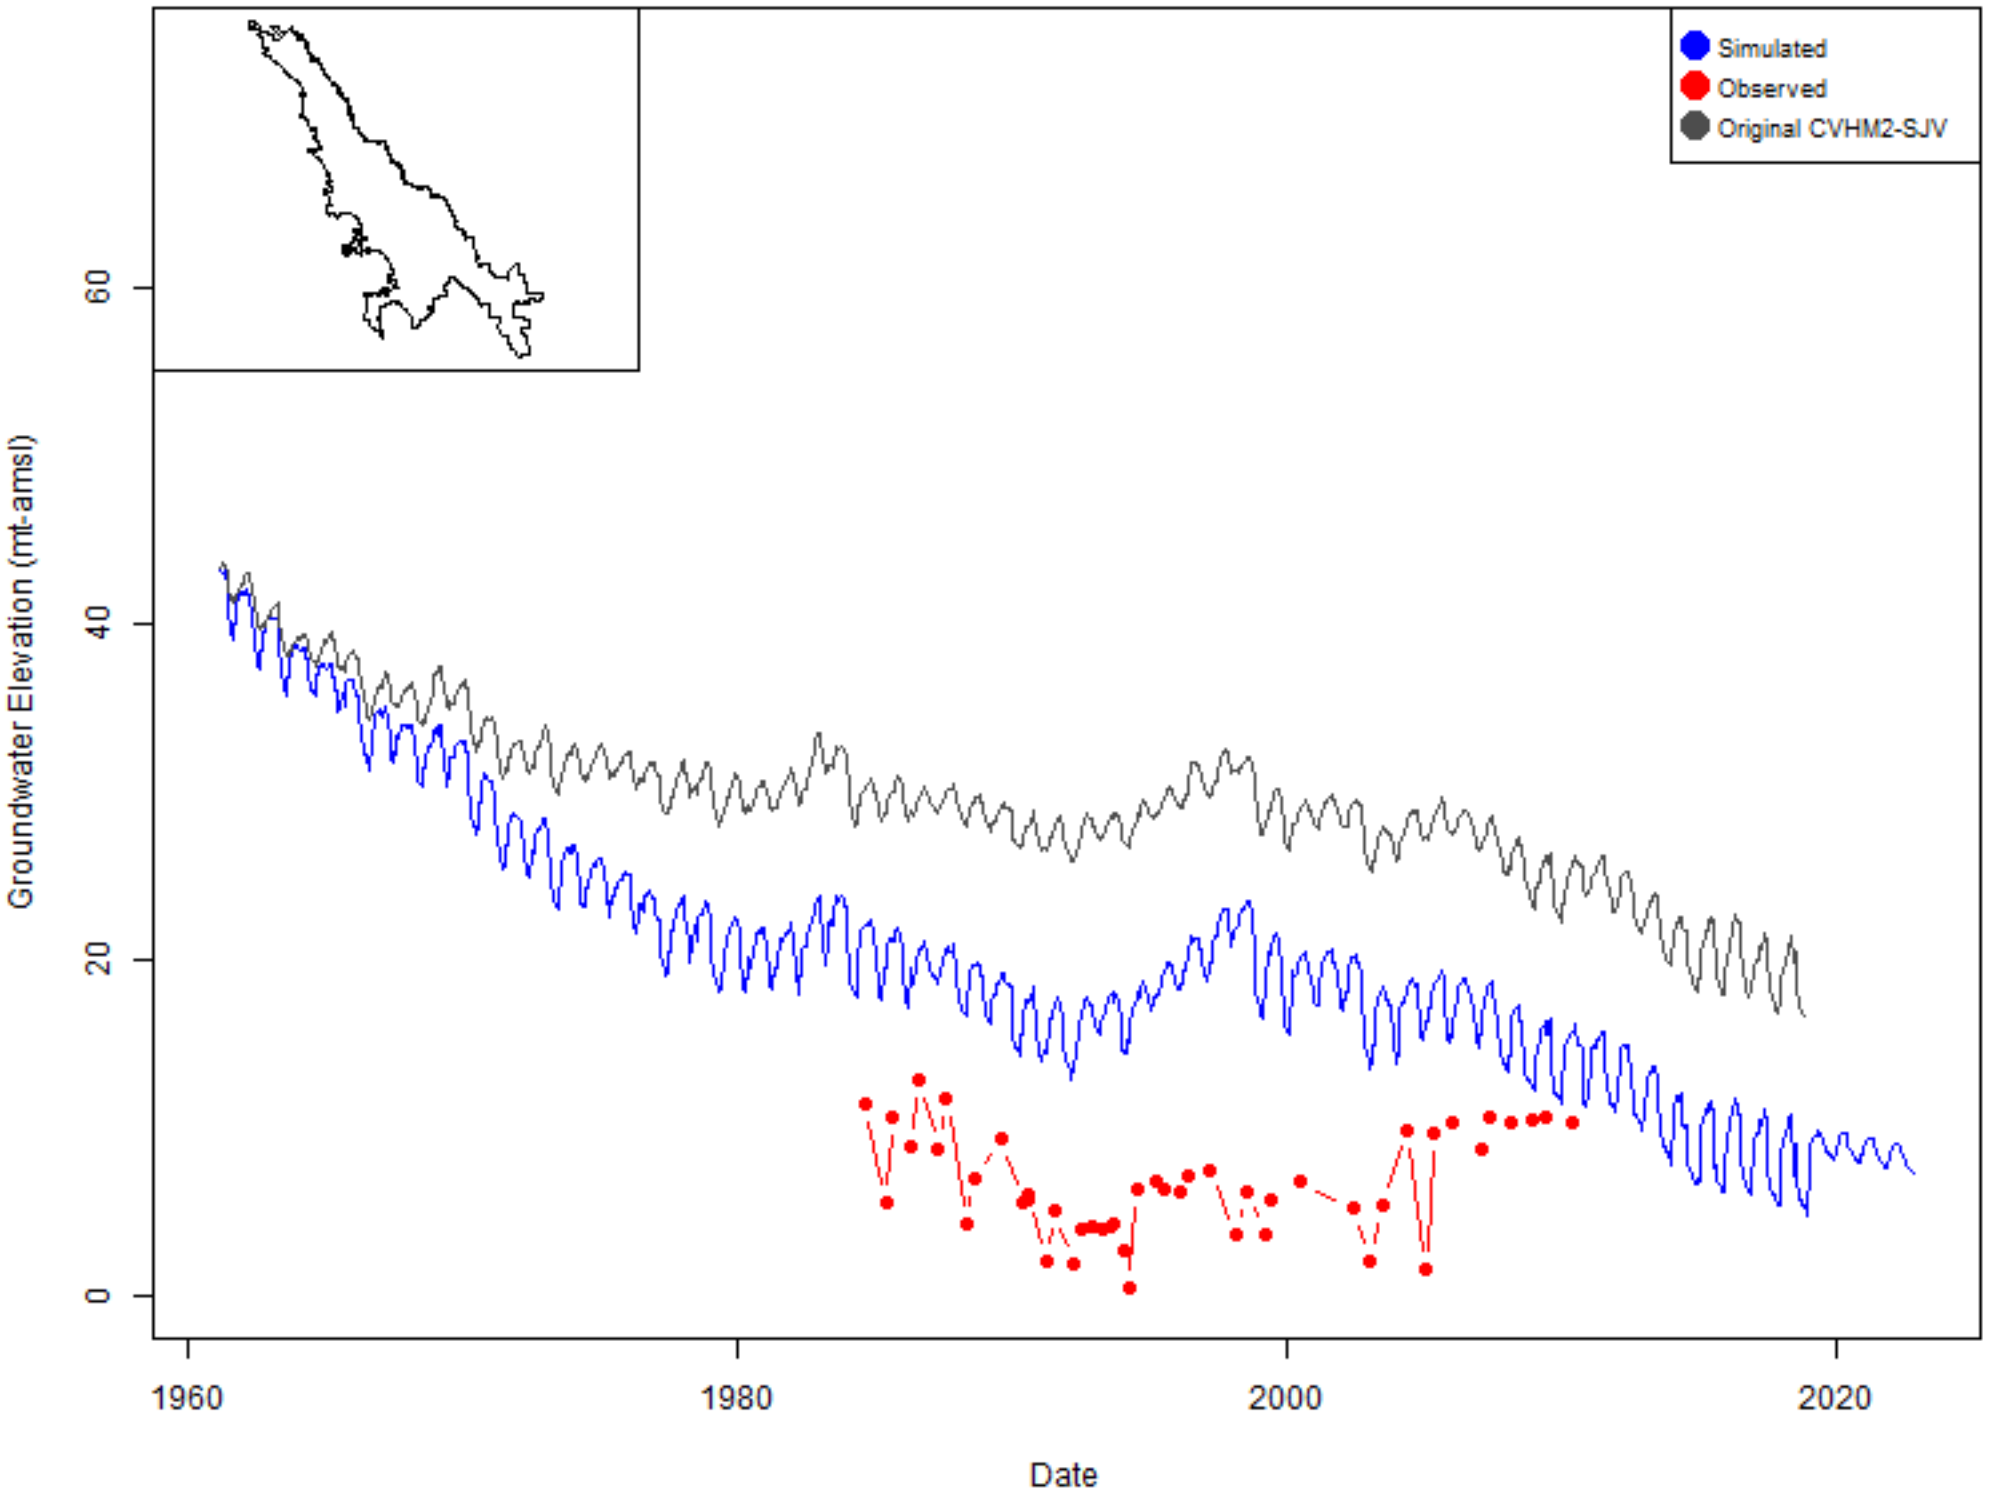 Simulated
Observed
Original CVHM2-SJV
Groundwater Elevation (mt-amsl)
60
40
20
0
1960 1980 2000 2020
Date